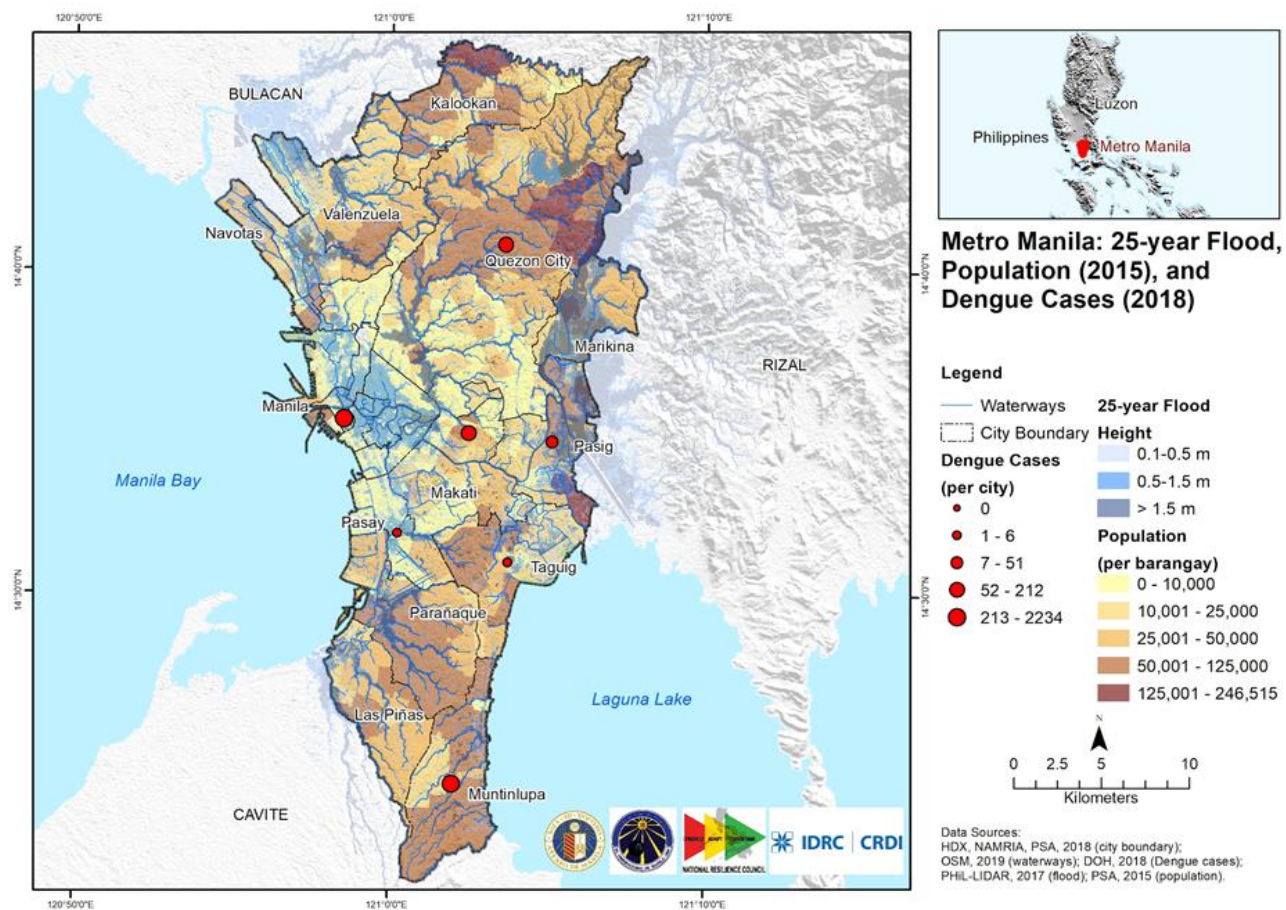 120°50'0"E
121°0'0"E
121°10'0"E
BULACAN
Kalookan
Valenzuela
Navotas
Quezon City
Marikina
RIZAL
Manila
Pasig
Manila Bay
Makati
Pasay
Taguig
Parañaque
Las Piñas
Laguna Lake
Muntinlupa
CAVITE
14°40'0"N
14°30'0"N
14°40'0"N
14°30'0"N
120°50'0"E
121°0'0"E
121°10'0"E
NATIONAL RESILIENCE COUNCIL
IDRC | CRDI
Luzon
Philippines
Metro Manila
Metro Manila: 25-year Flood,
Population (2015), and
Dengue Cases (2018)
Legend
Waterways
City Boundary
Dengue Cases
(per city)
0
1 - 6
7 - 51
52 - 212
213 - 2234
25-year Flood
Height
0.1-0.5 m
0.5-1.5 m
> 1.5 m
Population
(per barangay)
0 - 10,000
10,001 - 25,000
25,001 - 50,000
50,001 - 125,000
125,001 - 246,515
N
0 2.5 5 10
Kilometers
Data Sources:
HDX, NAMRIA, PSA, 2018 (city boundary);
OSM, 2019 (waterways); DOH, 2018 (Dengue cases);
PHiL-LIDAR, 2017 (flood); PSA, 2015 (population).